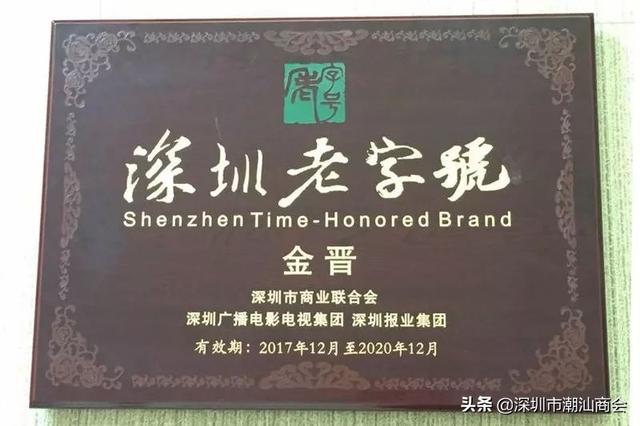 老字号
深圳老字號
Shenzhen Time-Honored Brand
金晋
深圳市商业联合会
深圳广播电影电视集团 深圳报业集团
有效期：2017年12月至2020年12月
头条 @深圳市潮汕商会